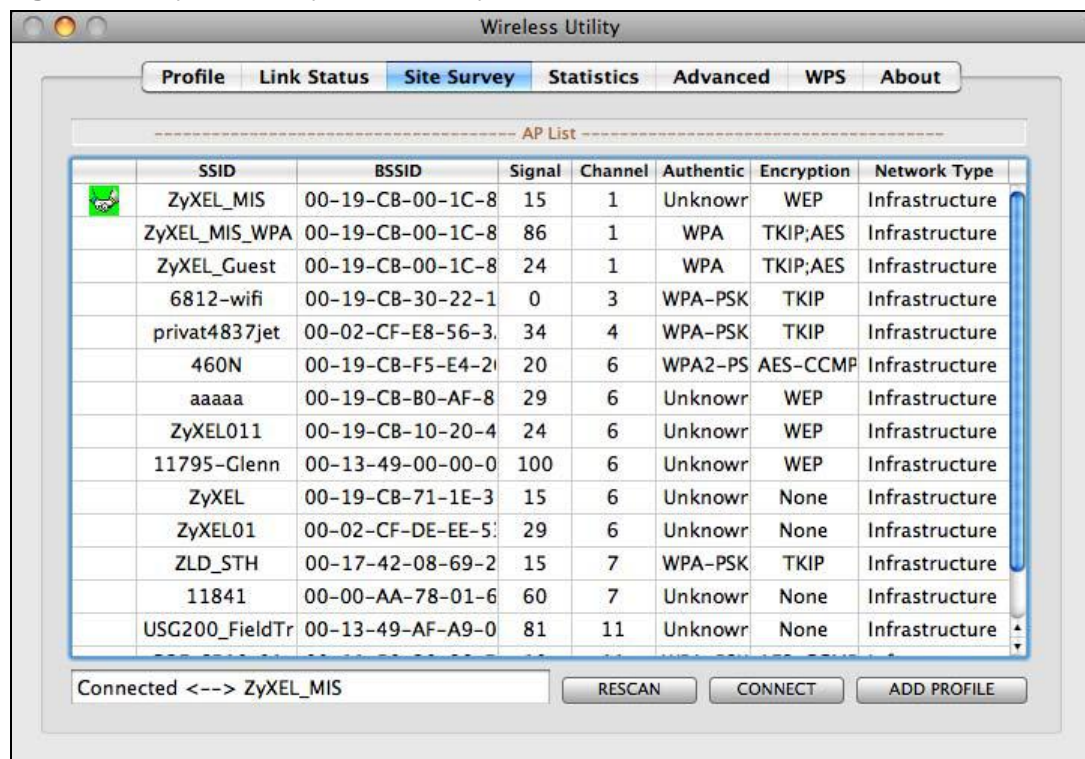 Wireless Utility
Profile Link Status Site Survey Statistics Advanced WPS About
AP List
SSID BSSID Signal Channel Authentic Encryption Network Type
ZyXEL_MIS 00-19-CB-00-1C-8 15 1 Unknowr WEP Infrastructure
ZyXEL_MIS_WPA 00-19-CB-00-1C-8 86 1 WPA TKIP;AES Infrastructure
ZyXEL_Guest 00-19-CB-00-1C-8 24 1 WPA TKIP;AES Infrastructure
6812-wifi 00-19-CB-30-22-1 0 3 WPA-PSK TKIP Infrastructure
privat4837jet 00-02-CF-E8-56-3 34 4 WPA-PSK TKIP Infrastructure
460N 00-19-CB-F5-E4-2 20 6 WPA2-PS AES-CCMP Infrastructure
aaaaa 00-19-CB-B0-AF-8 29 6 Unknowr WEP Infrastructure
ZyXEL011 00-19-CB-10-20-4 24 6 Unknowr WEP Infrastructure
11795-Glenn 00-13-49-00-00-0 100 6 Unknowr WEP Infrastructure
ZyXEL 00-19-CB-71-1E-3 15 6 Unknowr None Infrastructure
ZyXEL01 00-02-CF-DE-EE-5 29 6 Unknowr None Infrastructure
ZLD_STH 00-17-42-08-69-2 15 7 WPA-PSK TKIP Infrastructure
11841 00-00-AA-78-01-6 60 7 Unknowr None Infrastructure
USG200_FieldTr 00-13-49-AF-A9-0 81 11 Unknowr None Infrastructure
Connected <--> ZyXEL_MIS RESCAN CONNECT ADD PROFILE